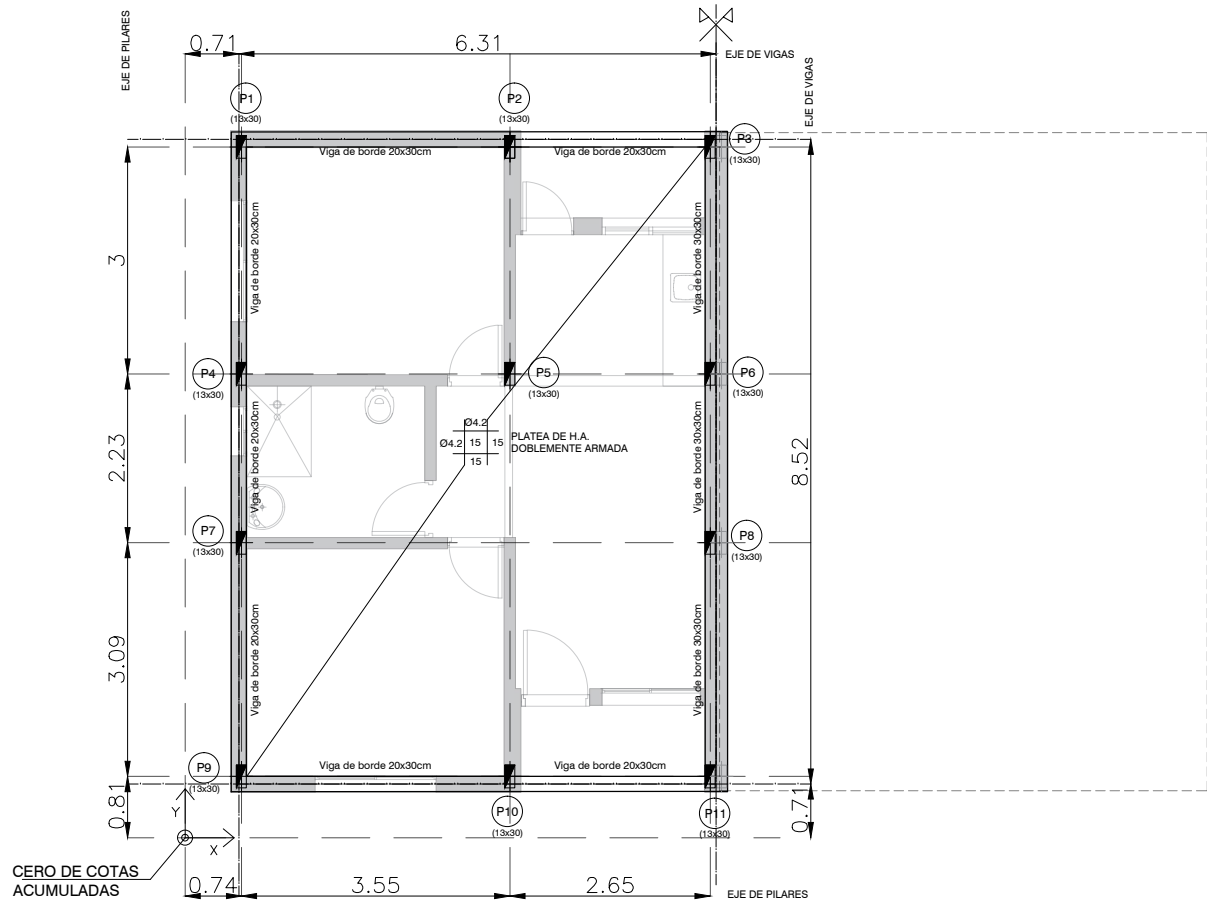 EJE DE PILARES
0.71
6.31
EJE DE VIGAS
EJE DE VIGAS
P1
(13x30)
P2
(13x30)
P3
(13x30)
Viga de borde 20x30cm
Viga de borde 20x30cm
Viga de borde 20x30cm
Viga de borde 30x30cm
3
P4
(13x30)
P5
(13x30)
P6
(13x30)
Ø4.2
Ø4.2
15
15
15
PLATEA DE H.A.
DOBLEMENTE ARMADA
Viga de borde 20x30cm
Viga de borde 30x30cm
2.23
8.52
P7
(13x30)
P8
(13x30)
Viga de borde 20x30cm
Viga de borde 30x30cm
3.09
P9
(13x30)
Viga de borde 20x30cm
Viga de borde 20x30cm
P10
(13x30)
P11
(13x30)
0.81
0.71
Y
X
CERO DE COTAS
ACUMULADAS
0.74
3.55
2.65
EJE DE PILARES